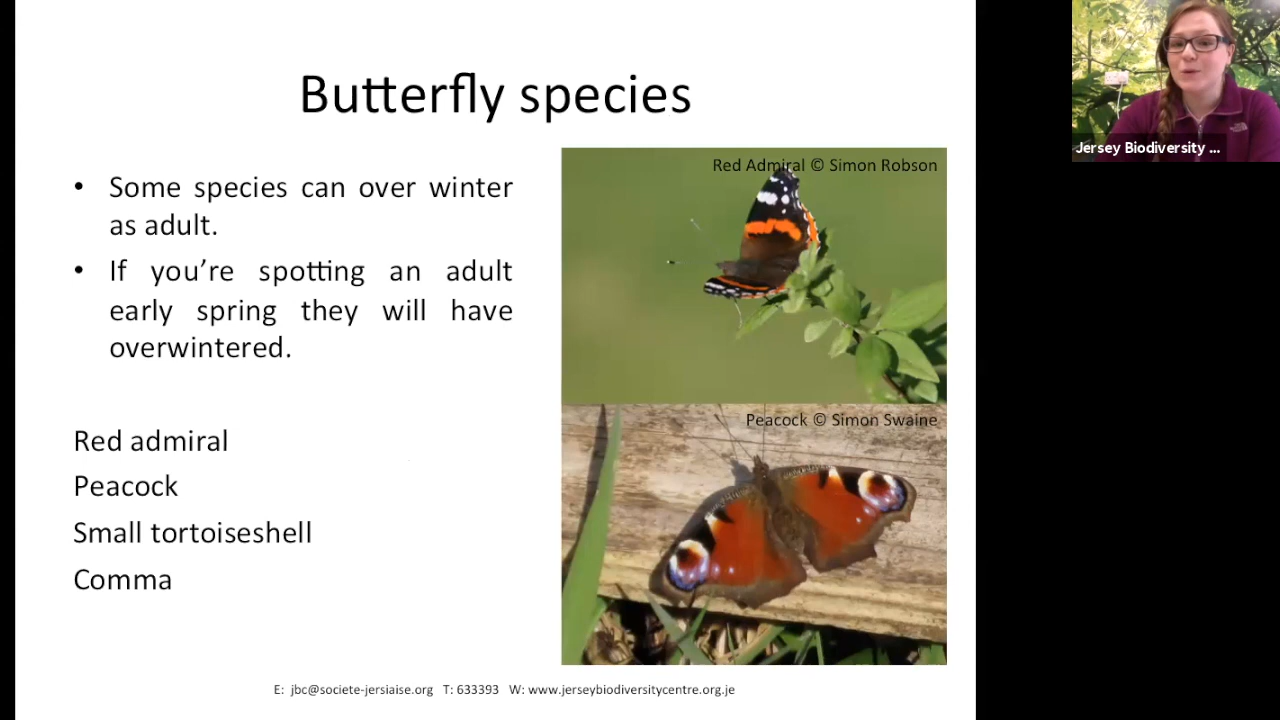 Butterfly species
• Some species can over winter
as adult.
• If you’re spotting an adult
early spring they will have
overwintered.
Red admiral
Peacock
Small tortoiseshell
Comma
Red Admiral © Simon Robson
Peacock © Simon Swaine
E: jbc@societe-jersiaise.org T: 633393 W: www.jerseybiodiversitycentre.org.je
Jersey Biodiversity ...